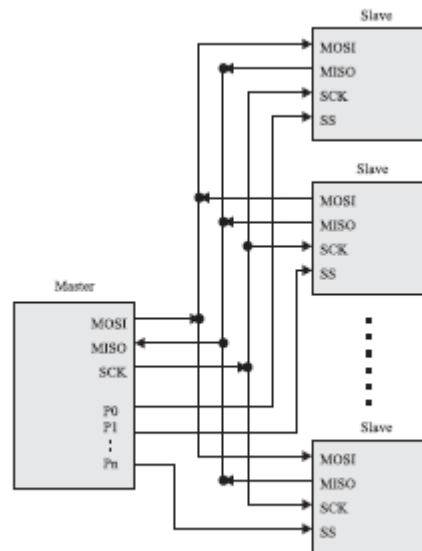 Slave
MOSI
MISO
SCK
SS
Slave
MOSI
MISO
SCK
SS
Master
MOSI
MISO
SCK
P0
P1
Pn
Slave
MOSI
MISO
SCK
SS